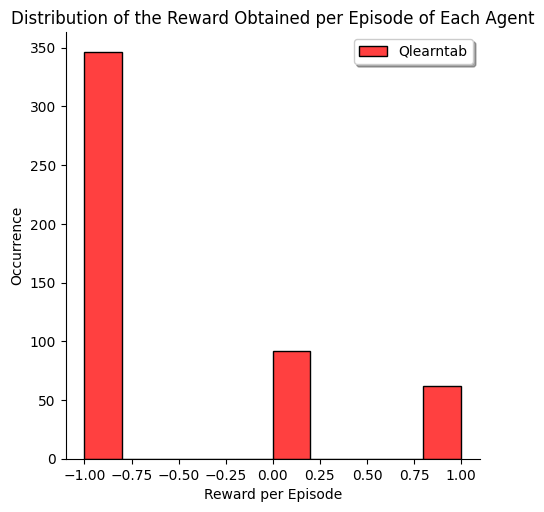 Distribution of the Reward Obtained per Episode of Each Agent
Qlearntab
350
300
250
200
150
100
50
0
Occurrence
−1.00 −0.75 −0.50 −0.25 0.00 0.25 0.50 0.75 1.00
Reward per Episode